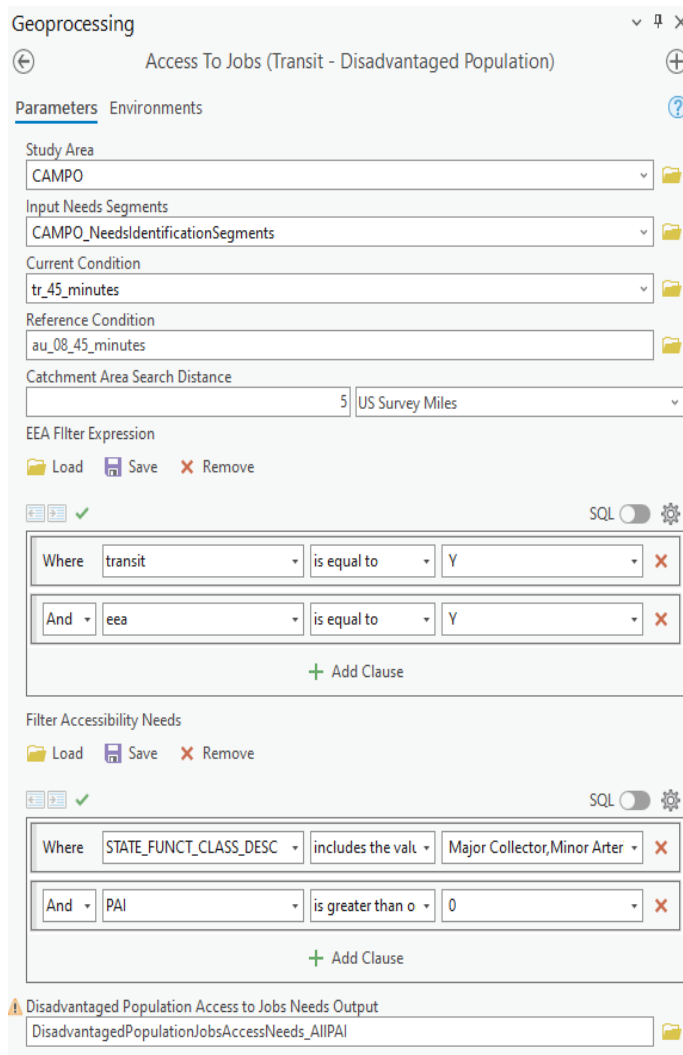 Geoprocessing
Access To Jobs (Transit - Disadvantaged Population)
Parameters Environments
Study Area
CAMPO
Input Needs Segments
CAMPO_NeedsIdentificationSegments
Current Condition
tr_45_minutes
Reference Condition
au_08_45_minutes
Catchment Area Search Distance
5 US Survey Miles
EEA FIlter Expression
Load Save Remove
SQL
Where transit is equal to Y
And eea is equal to Y
Add Clause
Filter Accessibility Needs
Load Save Remove
SQL
Where STATE_FUNCT_CLASS_DESC includes the valu Major Collector,Minor Arter
And PAI is greater than o 0
Add Clause
Disadvantaged Population Access to Jobs Needs Output
DisadvantagedPopulationJobsAccessNeeds_AllPAI